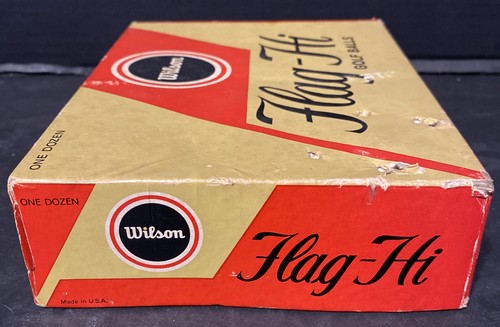 Wilson
Flag-Hi
GOLF BALLS
ONE DOZEN
ONE DOZEN
Wilson
Flag-Hi
Made in U.S.A.